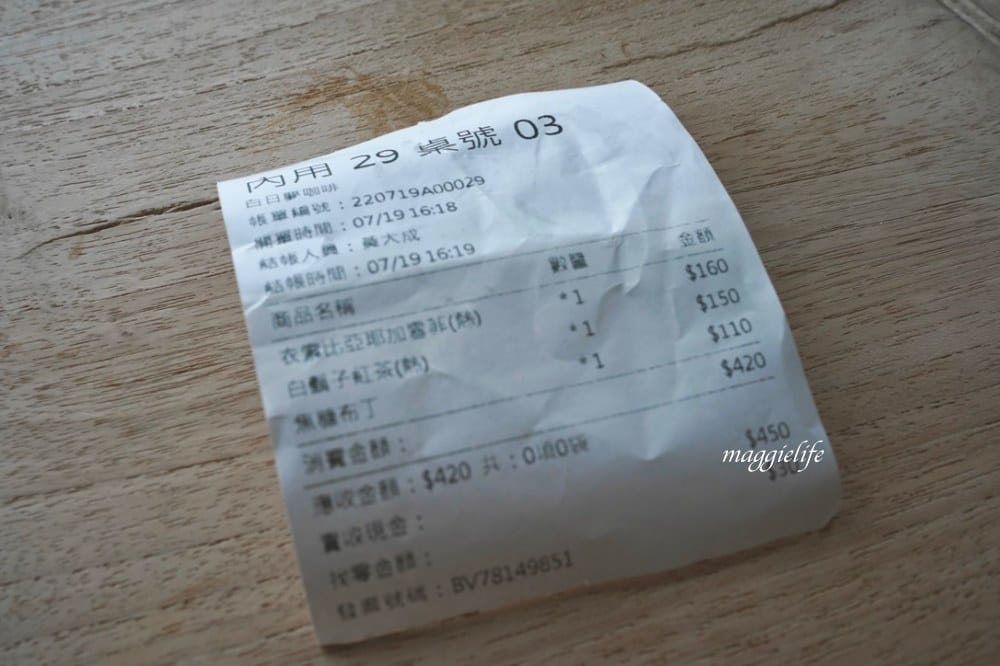 內用 29 桌號 03
白日夢咖啡
帳單編號：220719A00029
開單時間：07/19 16:18
結帳人員：黃大成
結帳時間：07/19 16:19
商品名稱 數量 金額
衣索比亞耶加雪菲(熱) *1 $160
白鬍子紅茶(熱) *1 $150
焦糖布丁 *1 $110
消費金額： $420
應收金額：$420 共：0項0袋
實收現金： $450
找零金額： $30
發票號碼：BV78149851
maggielife